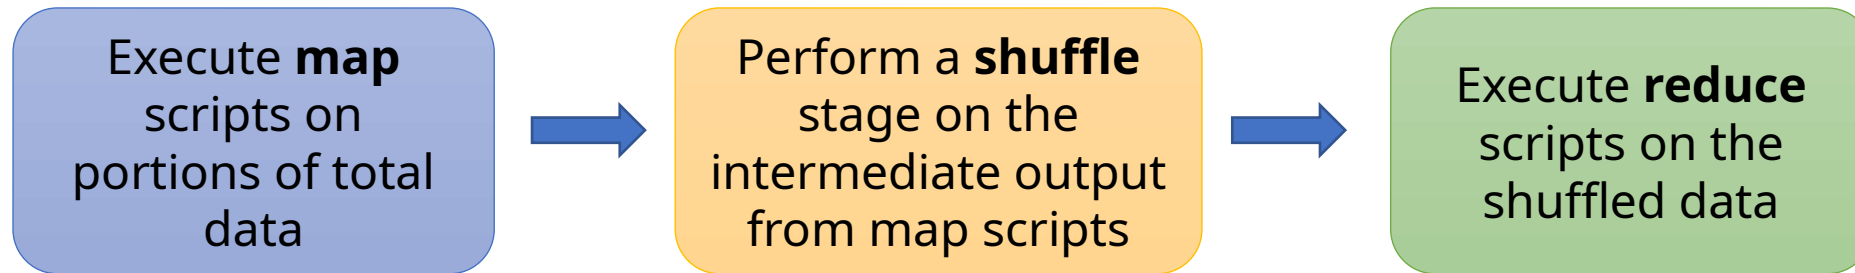 Execute map
scripts on
portions of total
data
Perform a shuffle
stage on the
intermediate output
from map scripts
Execute reduce
scripts on the
shuffled data